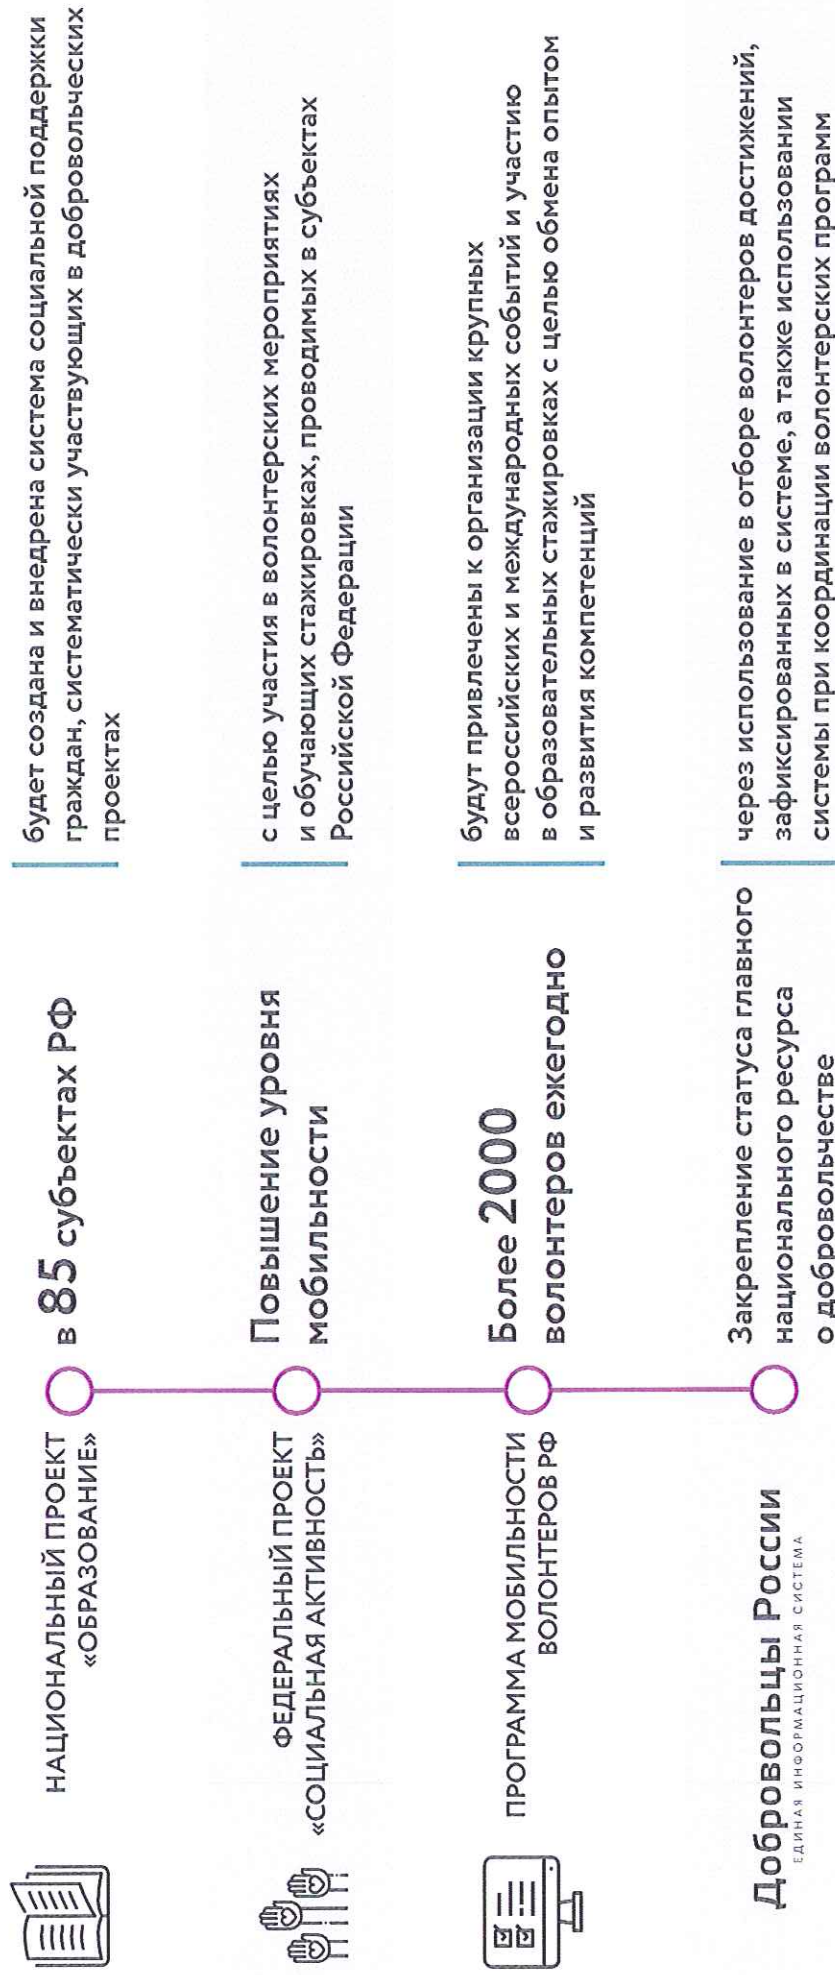 НАЦИОНАЛЬНЫЙ ПРОЕКТ
«ОБРАЗОВАНИЕ»
в 85 субъектах РФ
будет создана и внедрена система социальной поддержки
граждан, систематически участвующих в добровольческих
проектах
ФЕДЕРАЛЬНЫЙ ПРОЕКТ
«СОЦИАЛЬНАЯ АКТИВНОСТЬ»
Повышение уровня
мобильности
с целью участия в волонтерских мероприятиях
и обучающих стажировках, проводимых в субъектах
Российской Федерации
ПРОГРАММА МОБИЛЬНОСТИ
ВОЛОНТЕРОВ РФ
Более 2000
волонтеров ежегодно
будут привлечены к организации крупных
всероссийских и международных событий и участию
в образовательных стажировках с целью обмена опытом
и развития компетенций
Добровольцы России
ЕДИНАЯ ИНФОРМАЦИОННАЯ СИСТЕМА
Закрепление статуса главного
национального ресурса
о добровольчестве
через использование в отборе волонтеров достижений,
зафиксированных в системе, а также использовании
системы при координации волонтерских программ